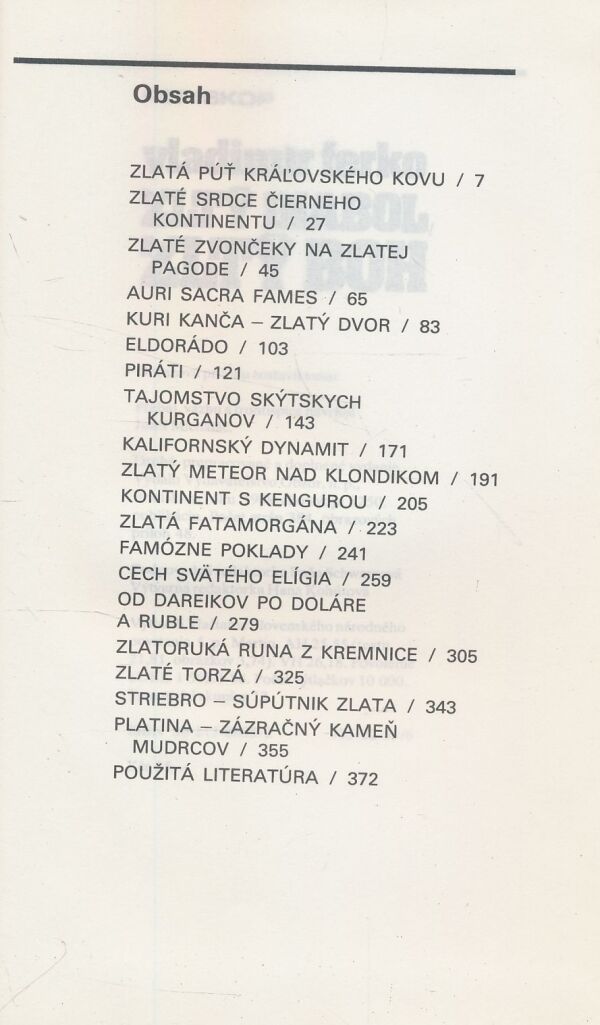 Obsah
ZLATÁ PÚŤ KRÁĽOVSKÉHO KOVU / 7
ZLATÉ SRDCE ČIERNEHO
KONTINENTU / 27
ZLATÉ ZVONČEKY NA ZLATEJ
PAGODE / 45
AURI SACRA FAMES / 65
KURI KANČA – ZLATÝ DVOR / 83
ELDORÁDO / 103
PIRÁTI / 121
TAJOMSTVO SKÝTSKYCH
KURGANOV / 143
KALIFORNSKÝ DYNAMIT / 171
ZLATÝ METEOR NAD KLONDIKOM / 191
KONTINENT S KENGUROU / 205
ZLATÁ FATAMORGÁNA / 223
FAMÓZNE POKLADY / 241
CECH SVÄTÉHO ELÍGIA / 259
OD DAREIKOV PO DOLÁRE
A RUBLE / 279
ZLATORUKÁ RUNA Z KREMNICE / 305
ZLATÉ TORZÁ / 325
STRIEBRO – SÚPÚTNIK ZLATA / 343
PLATINA – ZÁZRAČNÝ KAMEŇ
MUDRCOV / 355
POUŽITÁ LITERATÚRA / 372